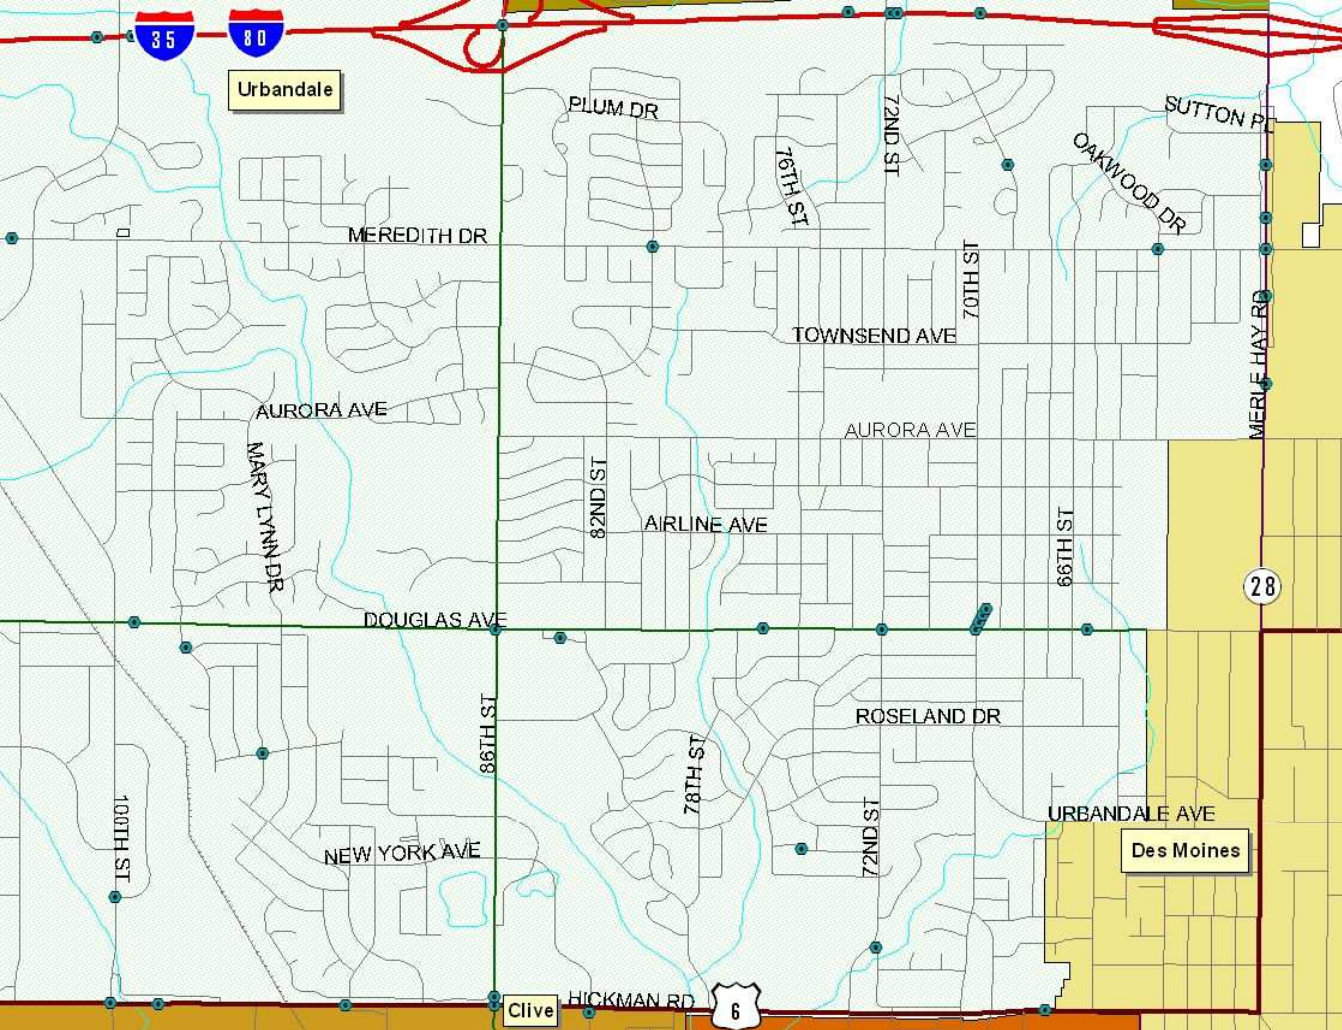 35
80
Urbandale
PLUM DR
72ND ST
SUTTON PL
76TH ST
OAKWOOD DR
MEREDITH DR
70TH ST
TOWNSEND AVE
MERLE HAY RD
AURORA AVE
AURORA AVE
MARY LYNN DR
82ND ST
AIRLINE AVE
66TH ST
28
DOUGLAS AVE
86TH ST
ROSELAND DR
78TH ST
100TH ST
72ND ST
URBANDALE AVE
NEW YORK AVE
Des Moines
Clive
HICKMAN RD
6